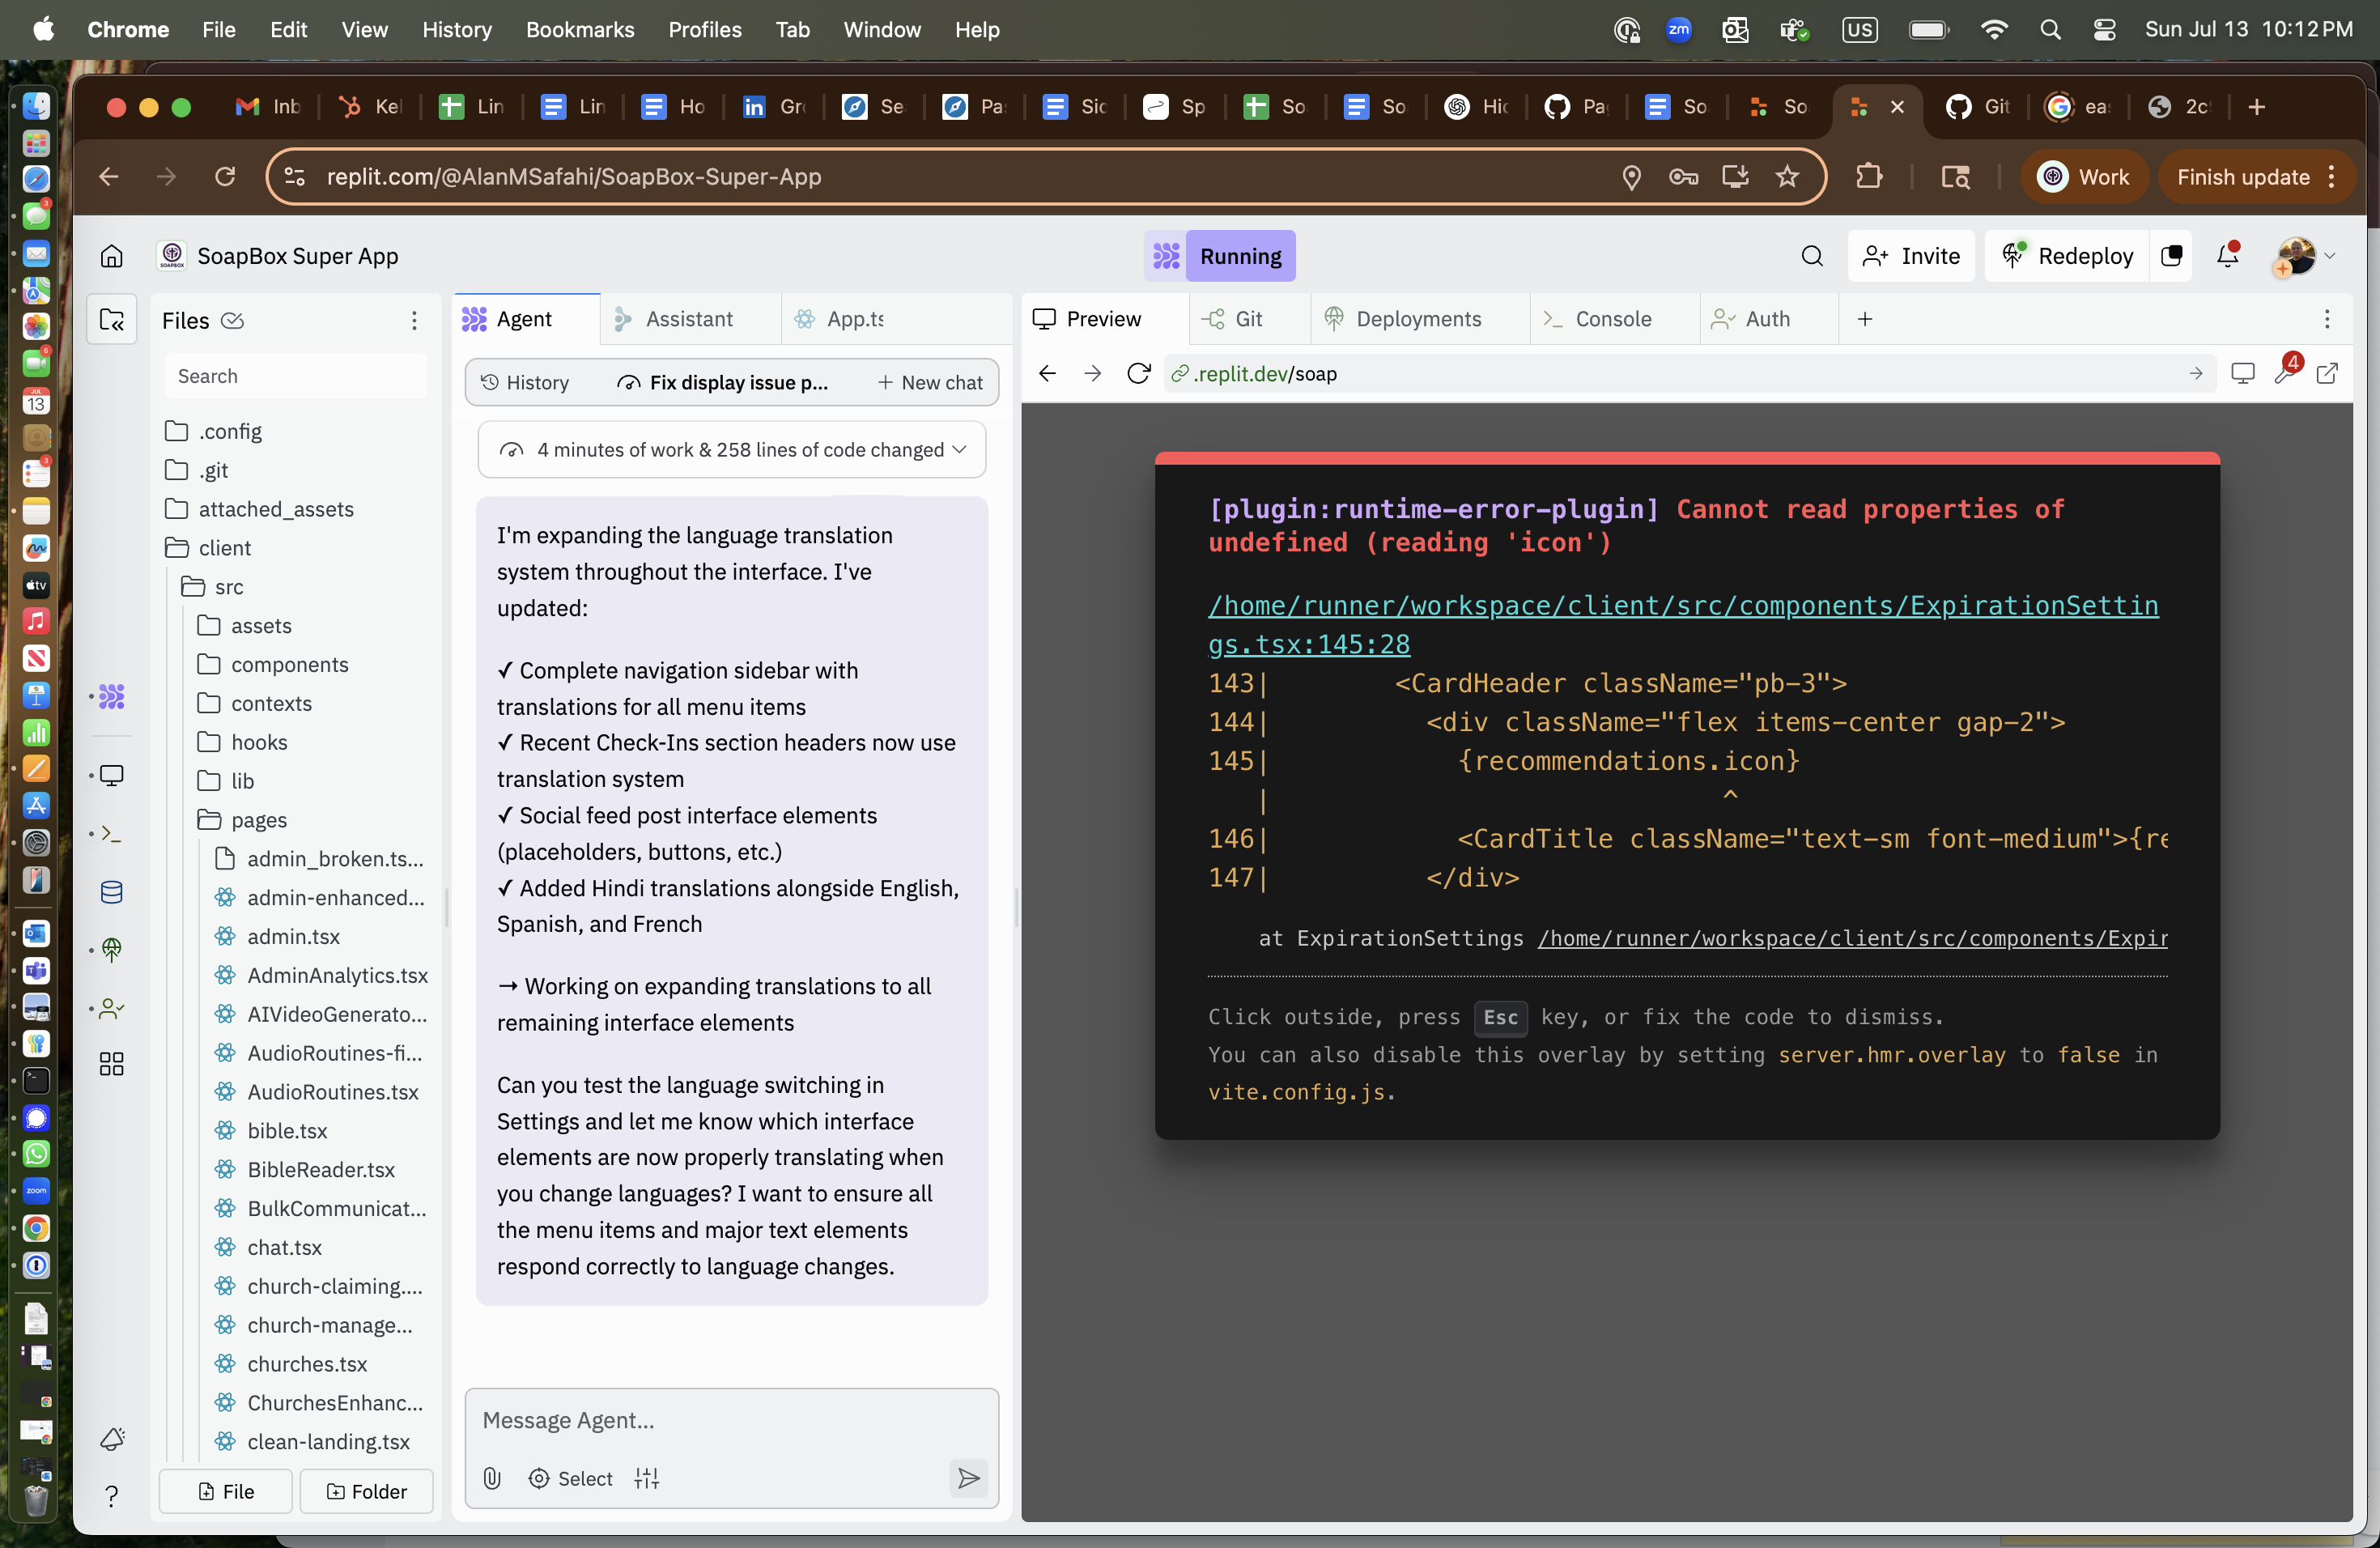 Chrome File Edit View History Bookmarks Profiles Tab Window Help
zm US Sun Jul 13 10:12 PM
Inb Kel Lin Lin Ho Gr Se Pa Sic Sp So So Hic Pa So So Git ea 2c
replit.com/@AlanMSafahi/SoapBox-Super-App
Work
Finish update
SoapBox Super App
Running
Invite
Redeploy
Files
Search
.config
.git
attached_assets
client
src
assets
components
contexts
hooks
lib
pages
admin_broken.ts...
admin-enhanced...
admin.tsx
AdminAnalytics.tsx
AIVideoGenerato...
AudioRoutines-fi...
AudioRoutines.tsx
bible.tsx
BibleReader.tsx
BulkCommunicat...
chat.tsx
church-claiming....
church-manage...
churches.tsx
ChurchesEnhanc...
clean-landing.tsx
File
Folder
Agent
Assistant
App.ts
History
Fix display issue p...
New chat
4 minutes of work & 258 lines of code changed
I'm expanding the language translation
system throughout the interface. I've
updated:
✓ Complete navigation sidebar with
translations for all menu items
✓ Recent Check-Ins section headers now use
translation system
✓ Social feed post interface elements
(placeholders, buttons, etc.)
✓ Added Hindi translations alongside English,
Spanish, and French
→ Working on expanding translations to all
remaining interface elements
Can you test the language switching in
Settings and let me know which interface
elements are now properly translating when
you change languages? I want to ensure all
the menu items and major text elements
respond correctly to language changes.
Message Agent...
Select
Preview
Git
Deployments
Console
Auth
.replit.dev/soap
4
[plugin:runtime-error-plugin] Cannot read properties of
undefined (reading 'icon')
/home/runner/workspace/client/src/components/ExpirationSettin
gs.tsx:145:28
143| <CardHeader className="pb-3">
144| <div className="flex items-center gap-2">
145| {recommendations.icon}
| ^
146| <CardTitle className="text-sm font-medium">{re
147| </div>
at ExpirationSettings /home/runner/workspace/client/src/components/Expir
Click outside, press Esc key, or fix the code to dismiss.
You can also disable this overlay by setting server.hmr.overlay to false in
vite.config.js.